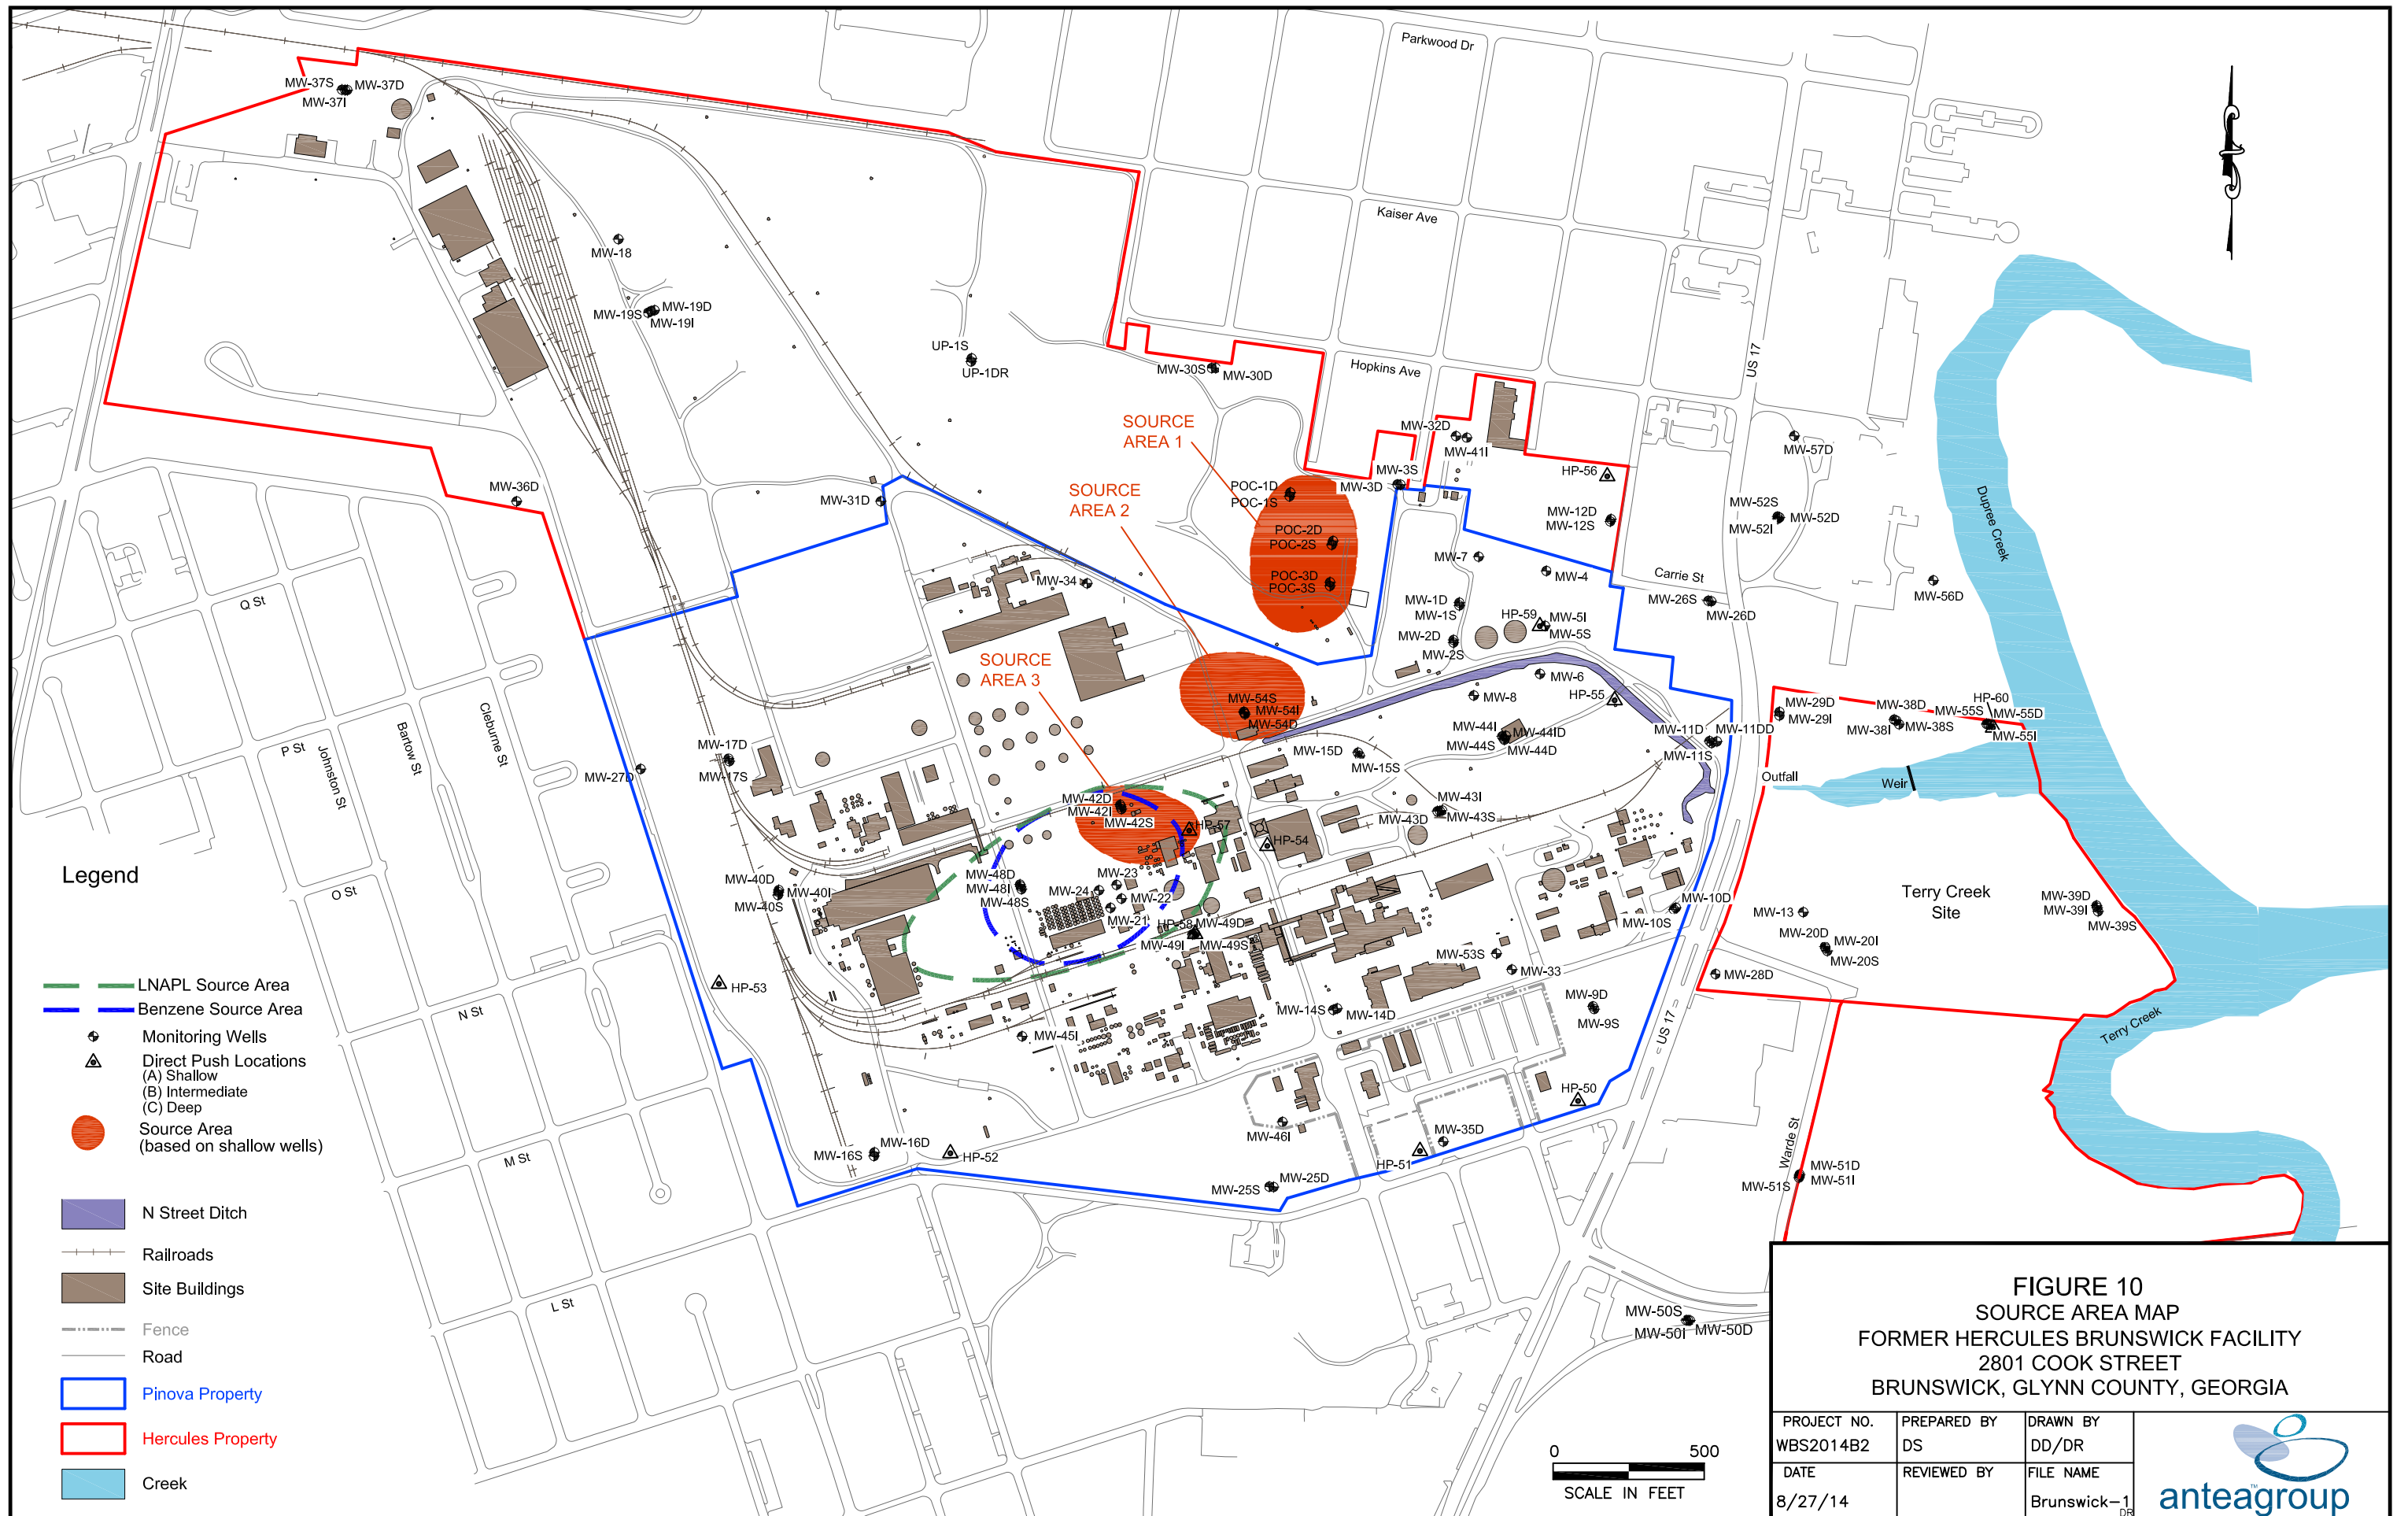 Parkwood Dr
MW-37S
MW-37D
MW-37I
Kaiser Ave
MW-18
MW-19D
MW-19S
MW-19I
UP-1S
UP-1DR
MW-30S
MW-30D
Hopkins Ave
US 17
SOURCE
AREA 1
MW-32D
MW-41I
MW-57D
MW-3S
MW-3D
HP-56
POC-1D
POC-1S
SOURCE
AREA 2
MW-36D
MW-31D
MW-52S
MW-52D
MW-52I
MW-12D
MW-12S
Dupree Creek
POC-2D
POC-2S
MW-7
MW-4
POC-3D
POC-3S
MW-34
Carrie St
MW-56D
MW-26S
MW-26D
MW-1D
MW-1S
HP-59
MW-5I
MW-5S
MW-2D
MW-2S
Q St
SOURCE
AREA 3
MW-6
MW-8
HP-55
MW-54S
MW-54I
MW-54D
MW-29D
MW-29I
MW-38D
MW-38I
MW-38S
HP-60
MW-55S
MW-55D
MW-55I
MW-44I
MW-44ID
MW-44S
MW-44D
MW-11D
MW-11DD
MW-11S
MW-15D
MW-15S
Cleburne St
Bartow St
Johnston St
P St
MW-17D
MW-17S
MW-27D
Outfall
Weir
MW-42D
MW-42I
MW-42S
HP-57
HP-54
MW-43I
MW-43D
MW-43S
O St
MW-40D
MW-40I
MW-40S
MW-48D
MW-48I
MW-48S
MW-23
MW-24
MW-22
MW-21
HP-58
MW-49D
MW-49I
MW-49S
MW-10D
MW-10S
MW-13
MW-20D
MW-20I
MW-20S
Terry Creek
Site
MW-39D
MW-39I
MW-39S
MW-53S
MW-33
MW-28D
HP-53
N St
MW-45I
MW-14S
MW-14D
MW-9D
MW-9S
US 17
Terry Creek
HP-50
MW-46I
MW-35D
HP-51
MW-16D
MW-16S
HP-52
M St
MW-25S
MW-25D
Warde St
MW-51D
MW-51S
MW-51I
L St
MW-50S
MW-50I
MW-50D
Legend
LNAPL Source Area
Benzene Source Area
Monitoring Wells
Direct Push Locations
(A) Shallow
(B) Intermediate
(C) Deep
Source Area
(based on shallow wells)
N Street Ditch
Railroads
Site Buildings
Fence
Road
Pinova Property
Hercules Property
Creek
0 500
SCALE IN FEET
FIGURE 10
SOURCE AREA MAP
FORMER HERCULES BRUNSWICK FACILITY
2801 COOK STREET
BRUNSWICK, GLYNN COUNTY, GEORGIA
PROJECT NO.
WBS2014B2
PREPARED BY
DS
DRAWN BY
DD/DR
DATE
8/27/14
REVIEWED BY
FILE NAME
Brunswick-1
DR
anteagroup